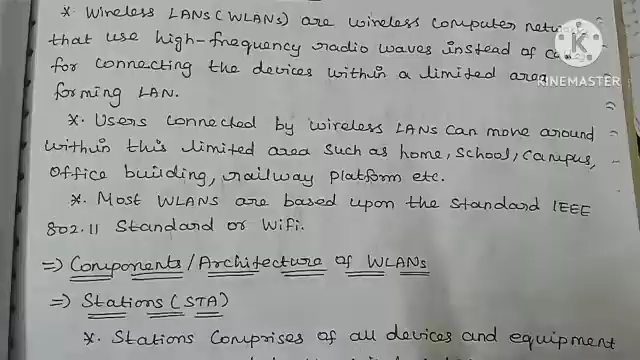 * Wireless LANs (WLANs) are wireless computer
that use high-frequency radio waves instead of
for connecting the devices within a limited area
forming LAN.
*. Users connected by wireless LANs can move around
within this limited area such as home, school, campus,
office building, railway platform etc.
*. Most WLANs are based upon the standard IEEE
802.11 standard or WiFi.
=> Components/Architecture of WLANs
=> Stations (STA)
*. Stations comprises of all devices and equipment
K
KINEMASTER